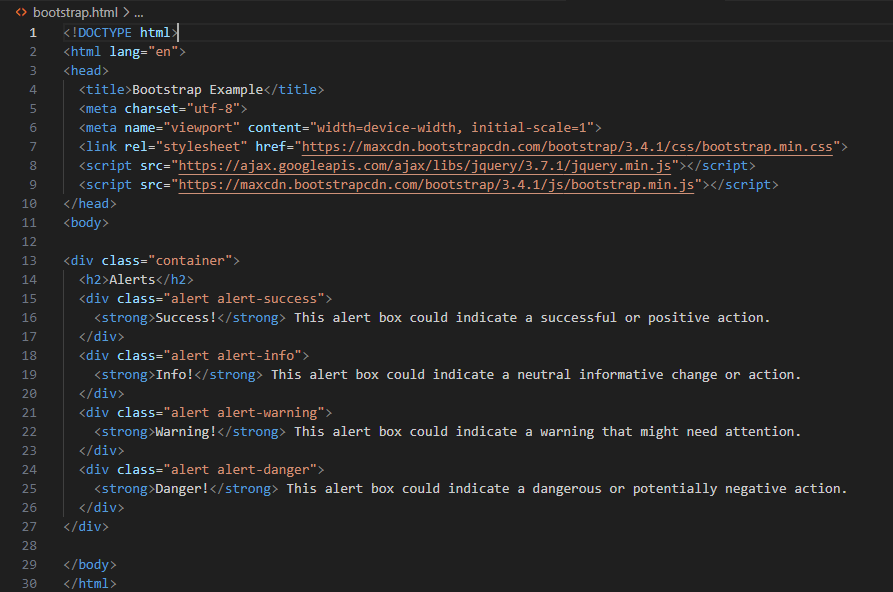 bootstrap.html > ...
1 <!DOCTYPE html>
2 <html lang="en">
3 <head>
4   <title>Bootstrap Example</title>
5   <meta charset="utf-8">
6   <meta name="viewport" content="width=device-width, initial-scale=1">
7   <link rel="stylesheet" href="https://maxcdn.bootstrapcdn.com/bootstrap/3.4.1/css/bootstrap.min.css">
8   <script src="https://ajax.googleapis.com/ajax/libs/jquery/3.7.1/jquery.min.js"></script>
9   <script src="https://maxcdn.bootstrapcdn.com/bootstrap/3.4.1/js/bootstrap.min.js"></script>
10 </head>
11 <body>
12
13 <div class="container">
14   <h2>Alerts</h2>
15   <div class="alert alert-success">
16     <strong>Success!</strong> This alert box could indicate a successful or positive action.
17   </div>
18   <div class="alert alert-info">
19     <strong>Info!</strong> This alert box could indicate a neutral informative change or action.
20   </div>
21   <div class="alert alert-warning">
22     <strong>Warning!</strong> This alert box could indicate a warning that might need attention.
23   </div>
24   <div class="alert alert-danger">
25     <strong>Danger!</strong> This alert box could indicate a dangerous or potentially negative action.
26   </div>
27 </div>
28
29 </body>
30 </html>